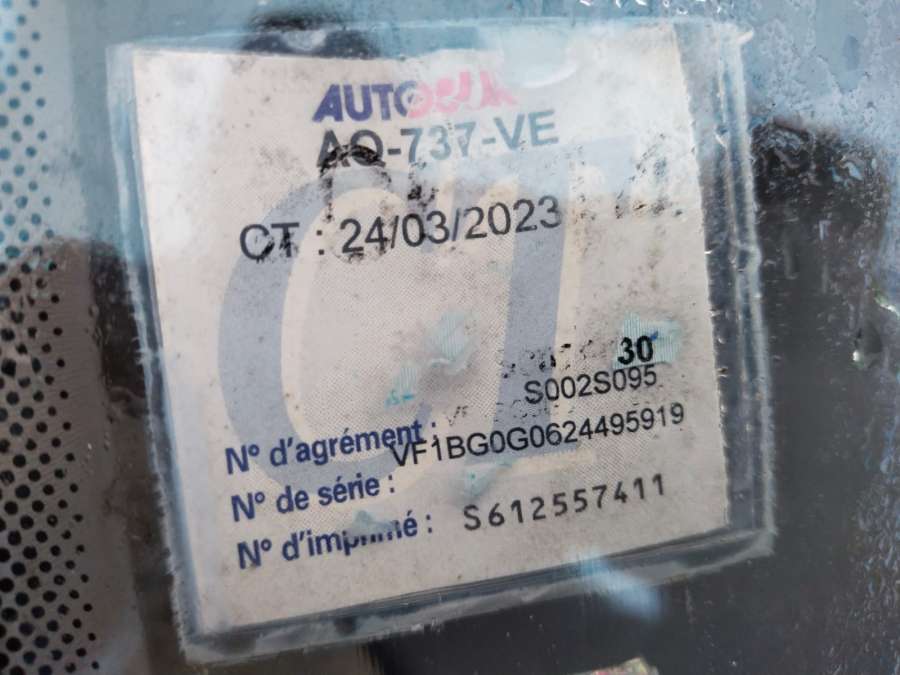 AUTO
AQ-737-VE
CT : 24/03/2023
30
S002S095
N° d'agrément :
VF1BG0G0624495919
N° de série :
N° d'imprimé : S612557411